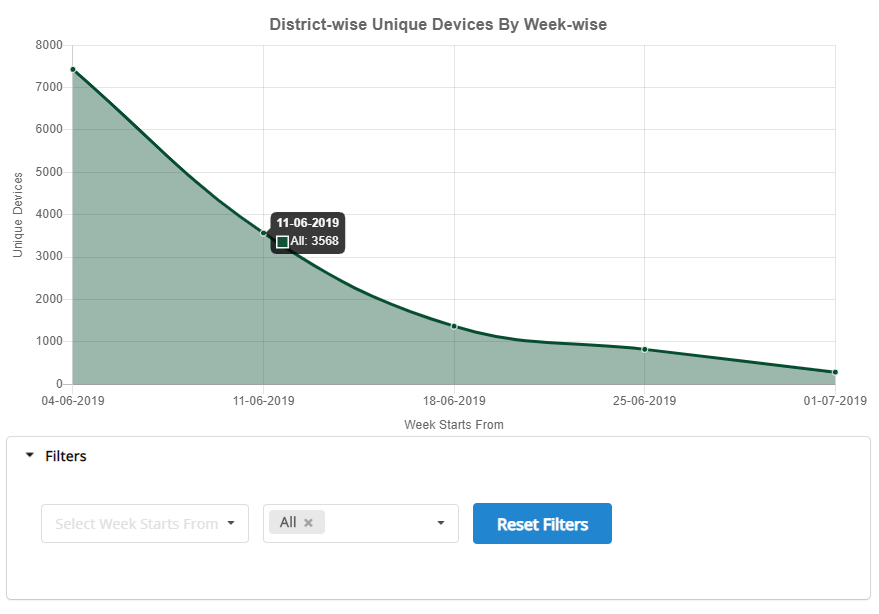 District-wise Unique Devices By Week-wise
8000
7000
6000
5000
4000
3000
2000
1000
0
Unique Devices
11-06-2019
All: 3568
04-06-2019 11-06-2019 18-06-2019 25-06-2019 01-07-2019
Week Starts From
Filters
Select Week Starts From All × Reset Filters